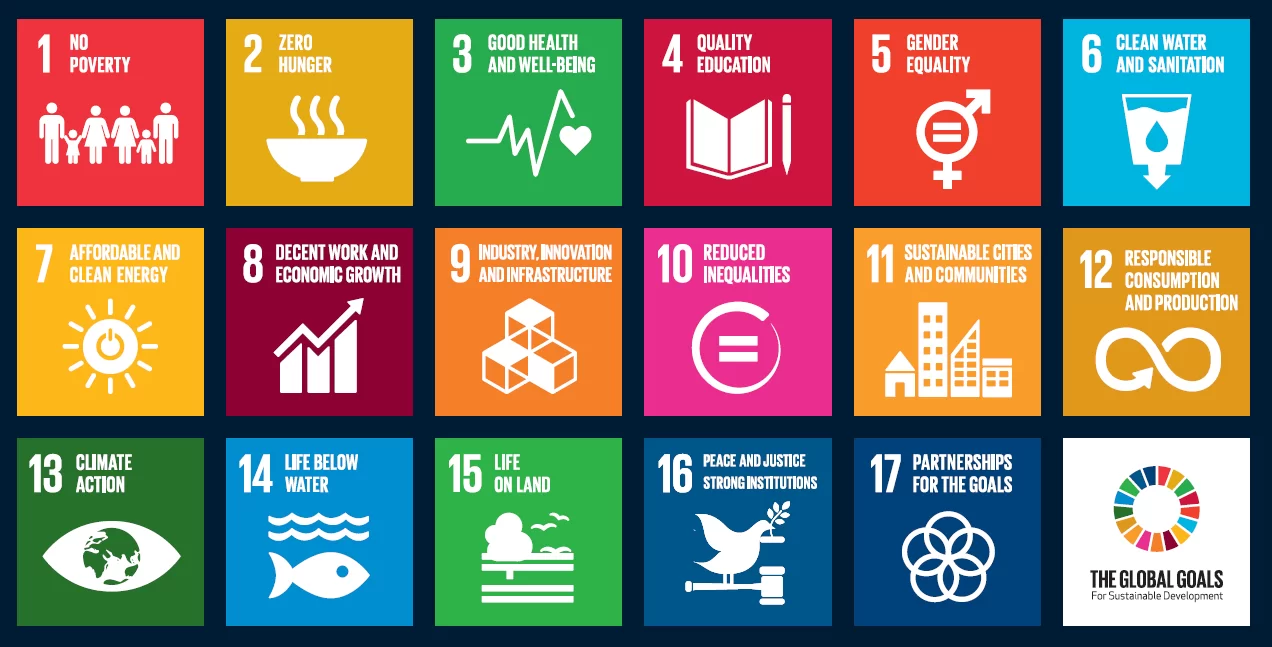 1 NO
POVERTY
2 ZERO
HUNGER
3 GOOD HEALTH
AND WELL-BEING
4 QUALITY
EDUCATION
5 GENDER
EQUALITY
6 CLEAN WATER
AND SANITATION
7 AFFORDABLE AND
CLEAN ENERGY
8 DECENT WORK AND
ECONOMIC GROWTH
9 INDUSTRY, INNOVATION
AND INFRASTRUCTURE
10 REDUCED
INEQUALITIES
11 SUSTAINABLE CITIES
AND COMMUNITIES
12 RESPONSIBLE
CONSUMPTION
AND PRODUCTION
13 CLIMATE
ACTION
14 LIFE BELOW
WATER
15 LIFE
ON LAND
16 PEACE AND JUSTICE
STRONG INSTITUTIONS
17 PARTNERSHIPS
FOR THE GOALS
THE GLOBAL GOALS
For Sustainable Development